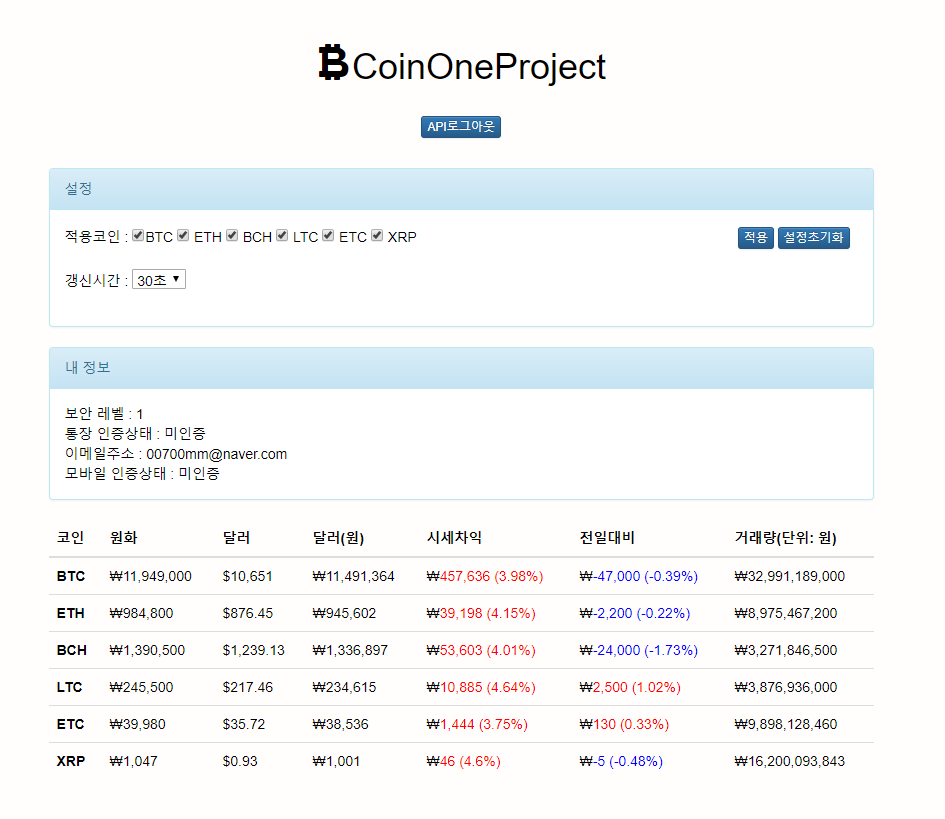 CoinOneProject
API로그아웃
설정
적용코인 : BTC ETH BCH LTC ETC XRP 적용 설정초기화
갱신시간 : 30초
내 정보
보안 레벨 : 1
통장 인증상태 : 미인증
이메일주소 : 00700mm@naver.com
모바일 인증상태 : 미인증
코인 원화 달러 달러(원) 시세차익 전일대비 거래량(단위: 원)
BTC ₩11,949,000 $10,651 ₩11,491,364 ₩457,636 (3.98%) ₩-47,000 (-0.39%) ₩32,991,189,000
ETH ₩984,800 $876.45 ₩945,602 ₩39,198 (4.15%) ₩-2,200 (-0.22%) ₩8,975,467,200
BCH ₩1,390,500 $1,239.13 ₩1,336,897 ₩53,603 (4.01%) ₩-24,000 (-1.73%) ₩3,271,846,500
LTC ₩245,500 $217.46 ₩234,615 ₩10,885 (4.64%) ₩2,500 (1.02%) ₩3,876,936,000
ETC ₩39,980 $35.72 ₩38,536 ₩1,444 (3.75%) ₩130 (0.33%) ₩9,898,128,460
XRP ₩1,047 $0.93 ₩1,001 ₩46 (4.6%) ₩-5 (-0.48%) ₩16,200,093,843